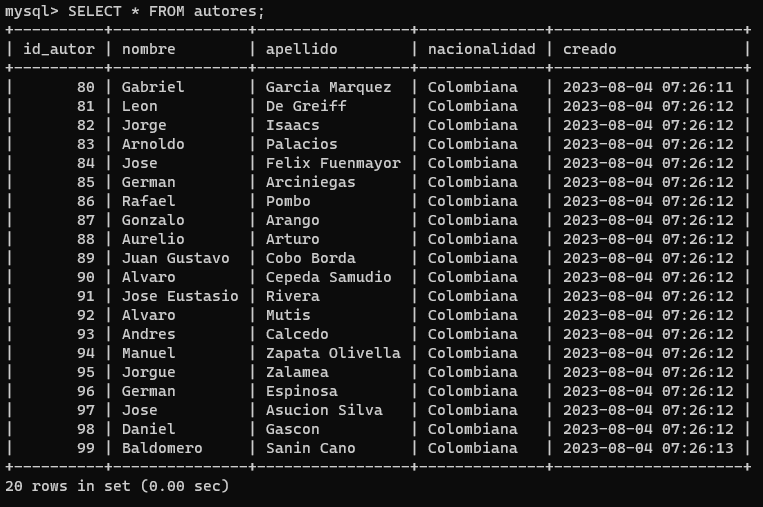 mysql> SELECT * FROM autores;
+----------+---------------+-----------------+-------------+---------------------+
| id_autor | nombre        | apellido        | nacionalidad | creado              |
+----------+---------------+-----------------+-------------+---------------------+
|       80 | Gabriel       | Garcia Marquez  | Colombiana  | 2023-08-04 07:26:11 |
|       81 | Leon          | De Greiff       | Colombiana  | 2023-08-04 07:26:12 |
|       82 | Jorge         | Isaacs          | Colombiana  | 2023-08-04 07:26:12 |
|       83 | Arnoldo       | Palacios        | Colombiana  | 2023-08-04 07:26:12 |
|       84 | Jose          | Felix Fuenmayor | Colombiana  | 2023-08-04 07:26:12 |
|       85 | German        | Arciniegas      | Colombiana  | 2023-08-04 07:26:12 |
|       86 | Rafael        | Pombo           | Colombiana  | 2023-08-04 07:26:12 |
|       87 | Gonzalo       | Arango          | Colombiana  | 2023-08-04 07:26:12 |
|       88 | Aurelio       | Arturo          | Colombiana  | 2023-08-04 07:26:12 |
|       89 | Juan Gustavo  | Cobo Borda      | Colombiana  | 2023-08-04 07:26:12 |
|       90 | Alvaro        | Cepeda Samudio  | Colombiana  | 2023-08-04 07:26:12 |
|       91 | Jose Eustasio | Rivera          | Colombiana  | 2023-08-04 07:26:12 |
|       92 | Alvaro        | Mutis           | Colombiana  | 2023-08-04 07:26:12 |
|       93 | Andres        | Calcedo         | Colombiana  | 2023-08-04 07:26:12 |
|       94 | Manuel        | Zapata Olivella | Colombiana  | 2023-08-04 07:26:12 |
|       95 | Jorgue        | Zalamea         | Colombiana  | 2023-08-04 07:26:12 |
|       96 | German        | Espinosa        | Colombiana  | 2023-08-04 07:26:12 |
|       97 | Jose          | Asucion Silva   | Colombiana  | 2023-08-04 07:26:12 |
|       98 | Daniel        | Gascon          | Colombiana  | 2023-08-04 07:26:12 |
|       99 | Baldomero     | Sanin Cano      | Colombiana  | 2023-08-04 07:26:13 |
+----------+---------------+-----------------+-------------+---------------------+
20 rows in set (0.00 sec)